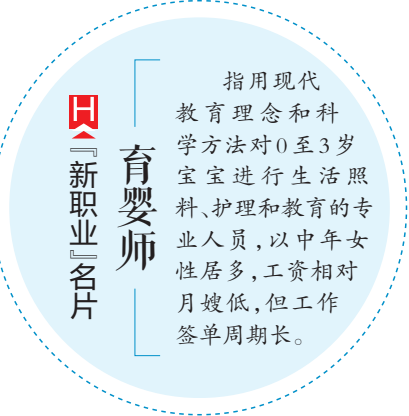 H
『新职业』名片
育婴师
指用现代
教育理念和科
学方法对0至3岁
宝宝进行生活照
料、护理和教育的专
业人员,以中年女
性居多,工资相对
月嫂低,但工作
签单周期长。